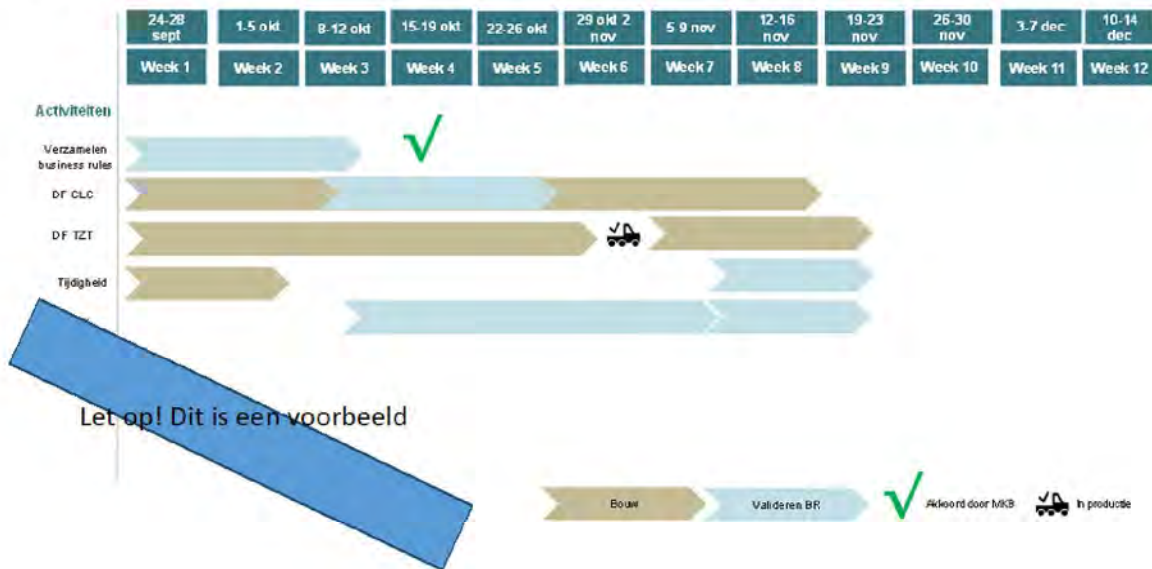 24-28
sept
1-5 okt
8-12 okt
15-19 okt
22-26 okt
29 okt 2
nov
5 9 nov
12-16
nov
19-23
nov
26-30
nov
3-7 dec
10-14
dec
Week 1
Week 2
Week 3
Week 4
Week 5
Week 6
Week 7
Week 8
Week 9
Week 10
Week 11
Week 12
Activiteiten
Verzamelen
business rules
DF CLC
DF TZT
Tijdigheid
Let op! Dit is een voorbeeld
Bouw
Valideren BR
Akkoord door MKB
In productie